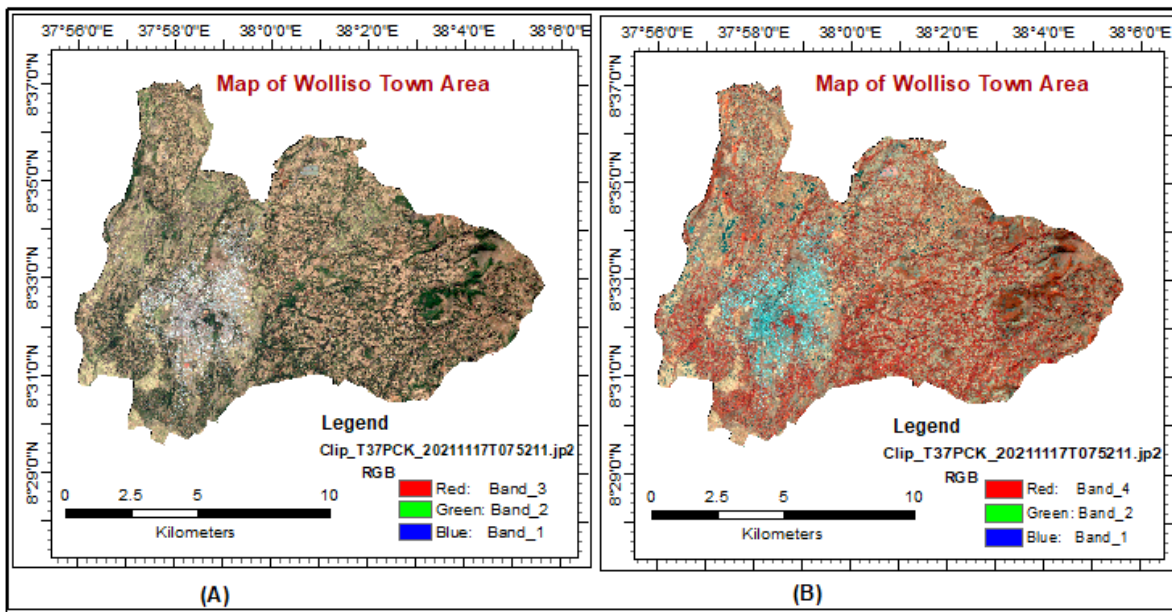 37°56'0"E 37°58'0"E 38°0'0"E 38°2'0"E 38°4'0"E 38°6'0"E
Map of Wolliso Town Area
8°37'0"N
8°35'0"N
8°33'0"N
8°31'0"N
8°29'0"N
Legend
Clip_T37PCK_20211117T075211.jp2
RGB
Red: Band_3
Green: Band_2
Blue: Band_1
0 2.5 5 10
Kilometers
(A)
37°56'0"E 37°58'0"E 38°0'0"E 38°2'0"E 38°4'0"E 38°6'0"E
Map of Wolliso Town Area
8°37'0"N
8°35'0"N
8°33'0"N
8°31'0"N
8°29'0"N
Legend
Clip_T37PCK_20211117T075211.jp2
RGB
Red: Band_4
Green: Band_2
Blue: Band_1
0 2.5 5 10
Kilometers
(B)